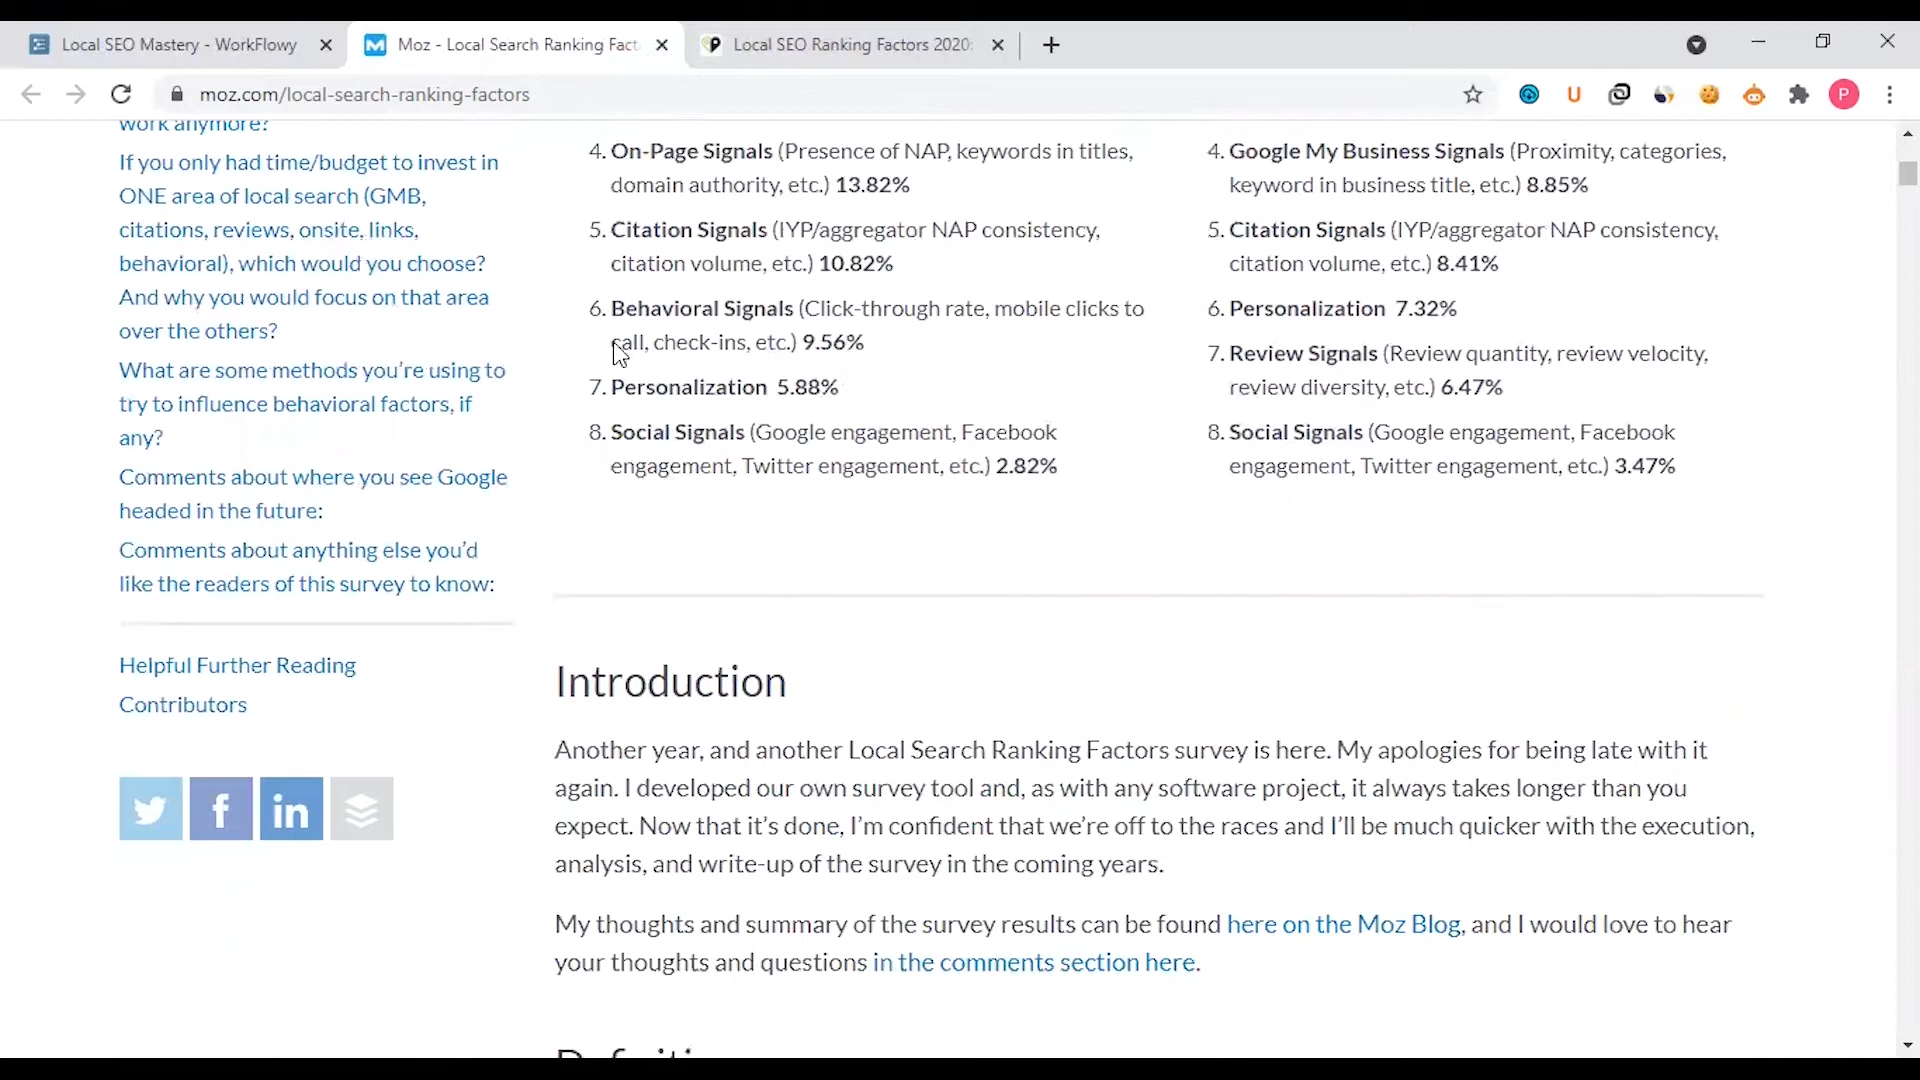 Local SEO Mastery - WorkFlowy
Moz - Local Search Ranking Fact
Local SEO Ranking Factors 2020:
moz.com/local-search-ranking-factors
U
P
work anymore?
If you only had time/budget to invest in
ONE area of local search (GMB,
citations, reviews, onsite, links,
behavioral), which would you choose?
And why you would focus on that area
over the others?
What are some methods you’re using to
try to influence behavioral factors, if
any?
Comments about where you see Google
headed in the future:
Comments about anything else you’d
like the readers of this survey to know:
Helpful Further Reading
Contributors
4. On-Page Signals (Presence of NAP, keywords in titles,
domain authority, etc.) 13.82%
5. Citation Signals (IYP/aggregator NAP consistency,
citation volume, etc.) 10.82%
6. Behavioral Signals (Click-through rate, mobile clicks to
call, check-ins, etc.) 9.56%
7. Personalization 5.88%
8. Social Signals (Google engagement, Facebook
engagement, Twitter engagement, etc.) 2.82%
4. Google My Business Signals (Proximity, categories,
keyword in business title, etc.) 8.85%
5. Citation Signals (IYP/aggregator NAP consistency,
citation volume, etc.) 8.41%
6. Personalization 7.32%
7. Review Signals (Review quantity, review velocity,
review diversity, etc.) 6.47%
8. Social Signals (Google engagement, Facebook
engagement, Twitter engagement, etc.) 3.47%
Introduction
Another year, and another Local Search Ranking Factors survey is here. My apologies for being late with it
again. I developed our own survey tool and, as with any software project, it always takes longer than you
expect. Now that it’s done, I’m confident that we’re off to the races and I’ll be much quicker with the execution,
analysis, and write-up of the survey in the coming years.
My thoughts and summary of the survey results can be found here on the Moz Blog, and I would love to hear
your thoughts and questions in the comments section here.